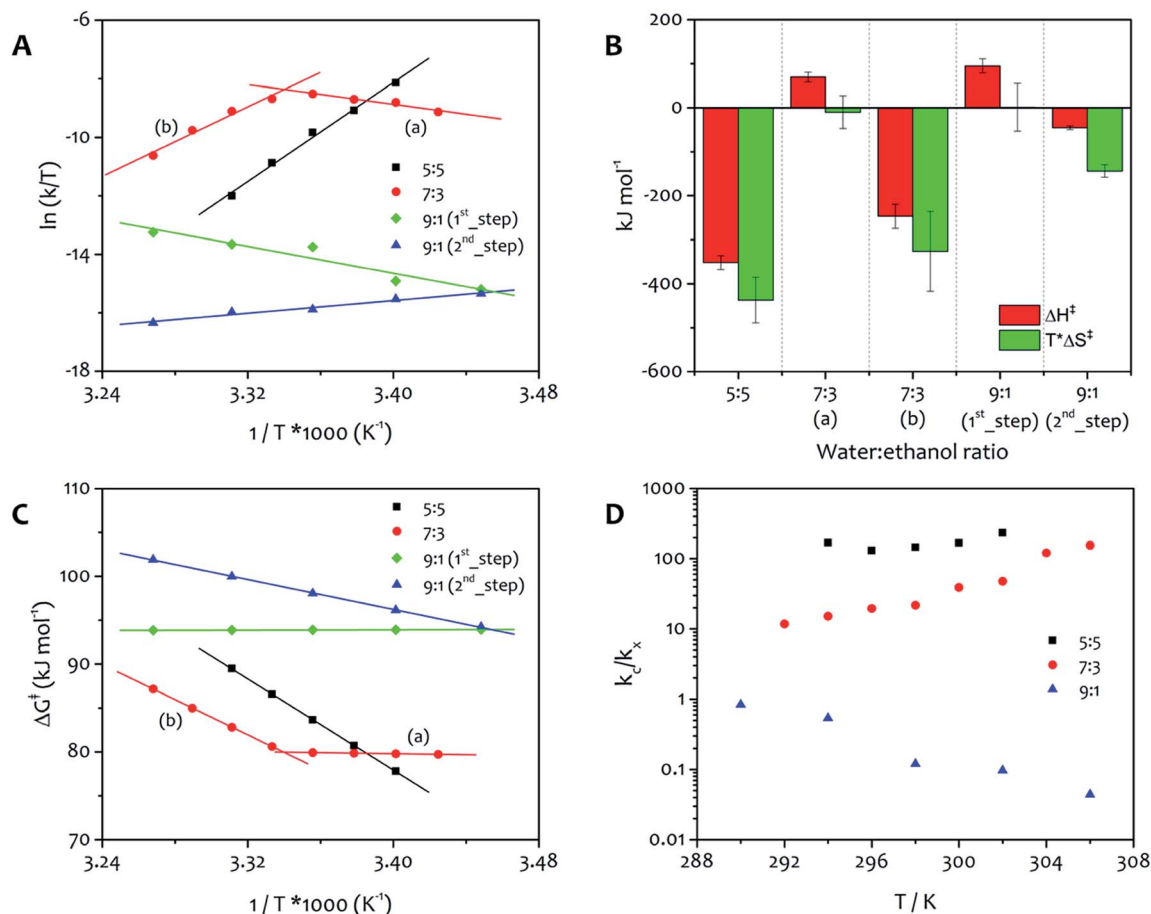 A
-6
-10
-14
-18
ln (k/T)
(b)
(a)
5:5
7:3
9:1 (1st_step)
9:1 (2nd_step)
3.24
3.32
3.40
3.48
1 / T *1000 (K-1)
B
200
0
-200
-400
-600
kJ mol-1
ΔH‡
T*ΔS‡
5:5
7:3
7:3
9:1
9:1
(a)
(b)
(1st_step)
(2nd_step)
Water:ethanol ratio
C
110
100
90
80
70
ΔG‡ (kJ mol-1)
5:5
7:3
9:1 (1st_step)
9:1 (2nd_step)
(b)
(a)
3.24
3.32
3.40
3.48
1 / T *1000 (K-1)
D
1000
100
10
1
0.1
0.01
kc/kx
5:5
7:3
9:1
288
292
296
300
304
308
T / K